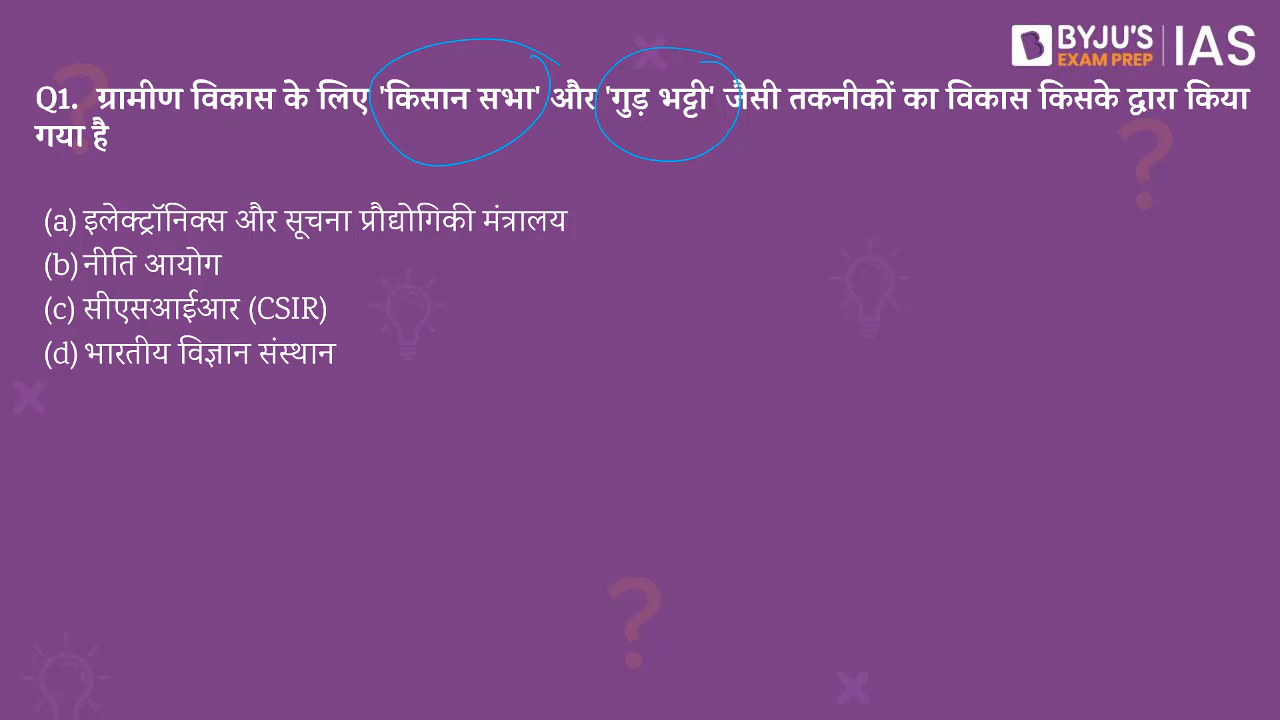 BYJU'S
EXAM PREP
IAS
Q1. ग्रामीण विकास के लिए 'किसान सभा' और 'गुड़ भट्टी' जैसी तकनीकों का विकास किसके द्वारा किया
गया है
(a) इलेक्ट्रॉनिक्स और सूचना प्रौद्योगिकी मंत्रालय
(b) नीति आयोग
(c) सीएसआईआर (CSIR)
(d) भारतीय विज्ञान संस्थान